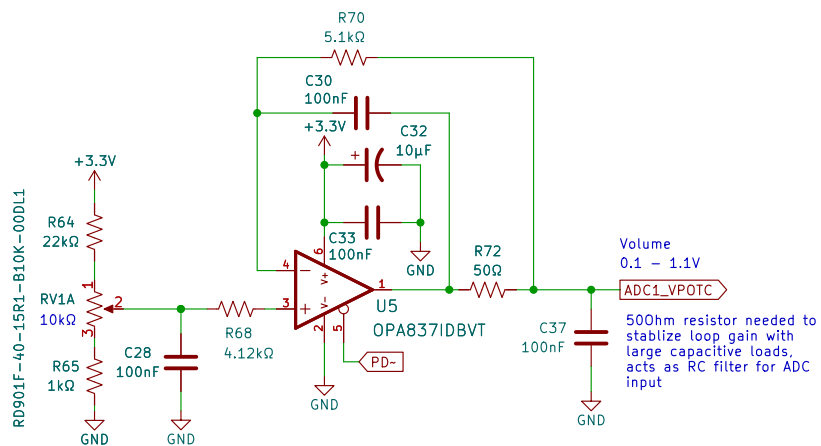 R70
5.1kΩ
C30
100nF
+3.3V
C32
10µF
+
C33
100nF
GND
+3.3V
R64
22kΩ
RV1A
10kΩ
1
2
3
RD901F-40-15R1-B10K-00DL1
R65
1kΩ
GND
C28
100nF
GND
R68
4.12kΩ
4
3
6
V+
V-
−
+
1
2
5
U5
OPA837IDBVT
PD~
GND
R72
50Ω
C37
100nF
GND
Volume
0.1 – 1.1V
ADC1_VPOTC
50Ohm resistor needed to
stablize loop gain with
large capacitive loads,
acts as RC filter for ADC
input